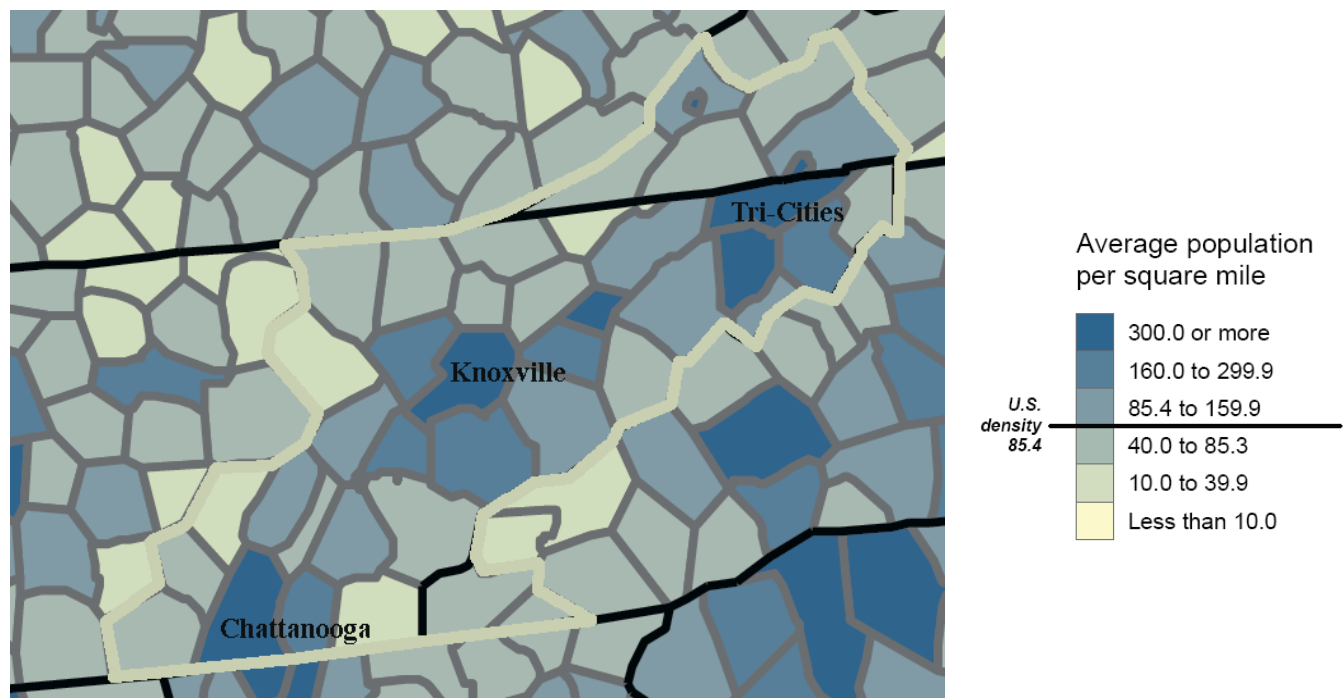 Tri-Cities
Knoxville
Chattanooga
Average population
per square mile
300.0 or more
160.0 to 299.9
85.4 to 159.9
U.S.
density
85.4
40.0 to 85.3
10.0 to 39.9
Less than 10.0